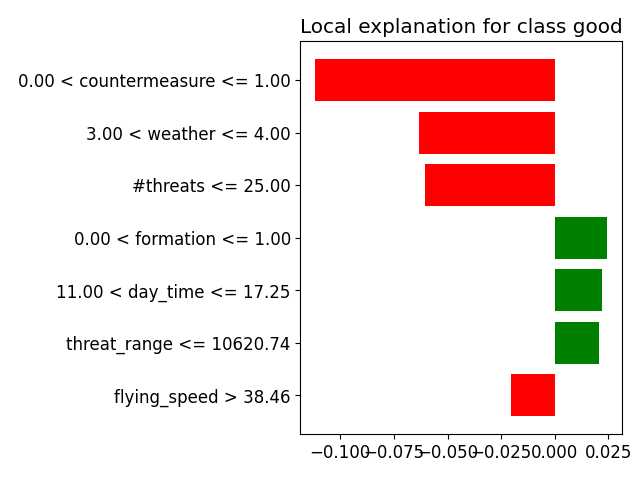 Local explanation for class good
0.00 < countermeasure <= 1.00
3.00 < weather <= 4.00
#threats <= 25.00
0.00 < formation <= 1.00
11.00 < day_time <= 17.25
threat_range <= 10620.74
flying_speed > 38.46
−0.100 −0.075 −0.050 −0.025 0.000 0.025